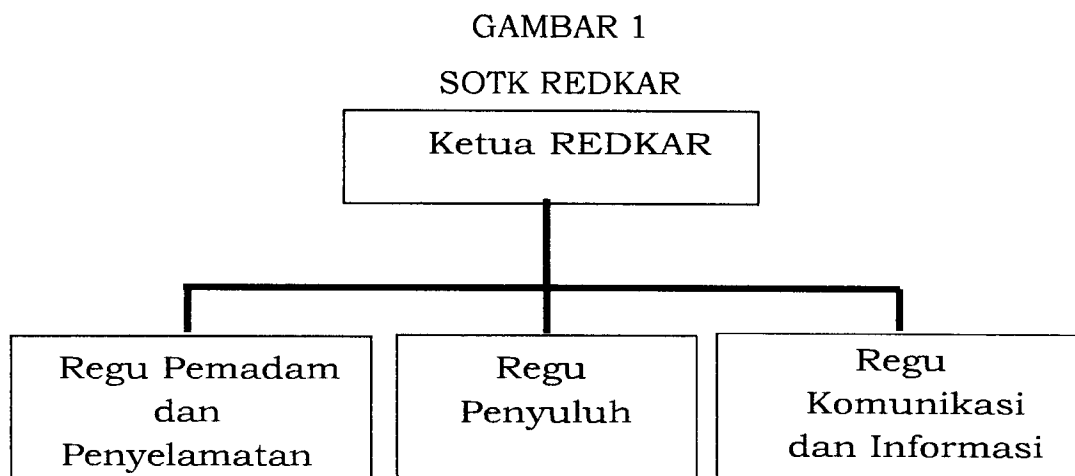 GAMBAR 1
SOTK REDKAR
Ketua REDKAR
Regu Pemadam
dan
Penyelamatan
Regu
Penyuluh
Regu
Komunikasi
dan Informasi